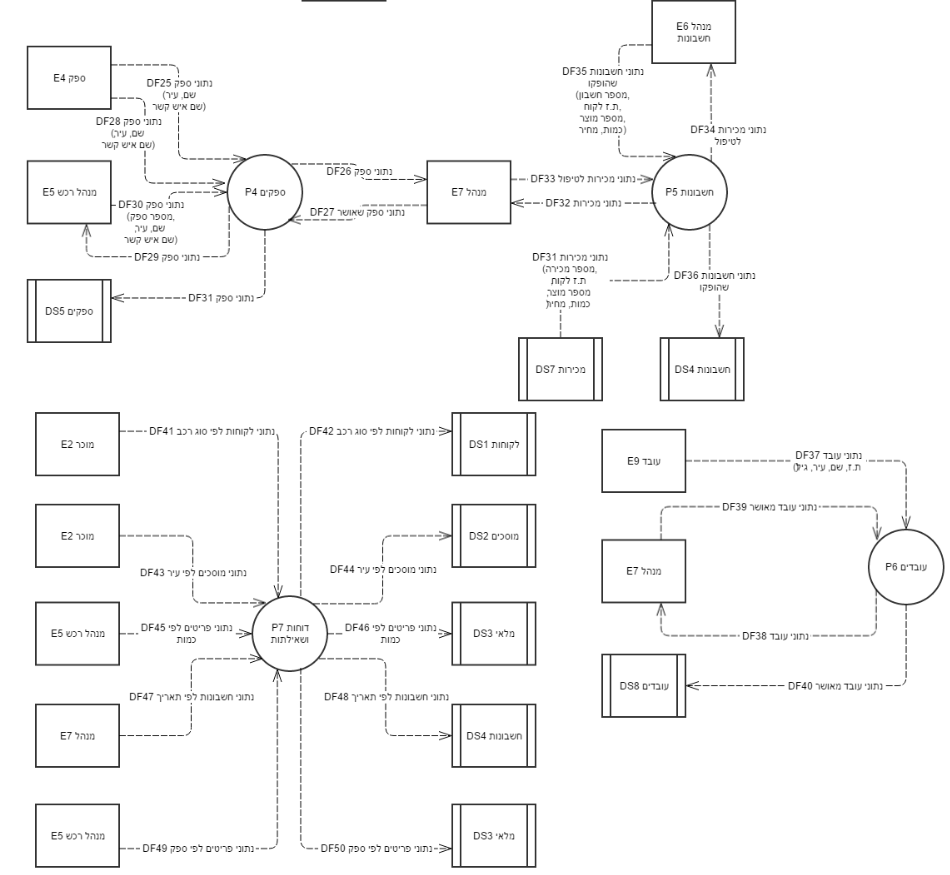 E6 מנהל
חשבונות
E4 ספק
DF25 נתוני ספק
(שם, עיר,
שם איש קשר)
DF28 נתוני ספק
(שם, עיר,
שם איש קשר)
E5 מנהל רכש
DF30 נתוני ספק
(מספר ספק,
שם, עיר,
שם איש קשר)
DF29 נתוני ספק
P4 ספקים
DF26 נתוני ספק
DF27 נתוני ספק שאושר
DF31 נתוני ספק
DS5 ספקים
E7 מנהל
DF33 נתוני מכירות לטיפול
DF32 נתוני מכירות
DF35 נתוני חשבונות
שהופקו
(מספר חשבון,
ת.ז לקוח,
מספר מוצר,
כמות, מחיר)
DF34 נתוני מכירות
לטיפול
P5 חשבונות
DF31 נתוני מכירות
(מספר מכירה,
ת.ז לקוח,
מספר מוצר,
כמות, מחיר)
DF36 נתוני חשבונות
שהופקו
DS7 מכירות
DS4 חשבונות
E2 מוכר
DF41 נתוני לקוחות לפי סוג רכב
DF42 נתוני לקוחות לפי סוג רכב
DS1 לקוחות
E2 מוכר
DF43 נתוני מוסכים לפי עיר
DF44 נתוני מוסכים לפי עיר
DS2 מוסכים
E5 מנהל רכש
DF45 נתוני פריטים לפי
כמות
P7 דוחות
ושאילתות
DF46 נתוני פריטים לפי
כמות
DS3 מלאי
E7 מנהל
DF47 נתוני חשבונות לפי תאריך
DF48 נתוני חשבונות לפי תאריך
DS4 חשבונות
E5 מנהל רכש
DF49 נתוני פריטים לפי ספק
DF50 נתוני פריטים לפי ספק
DS3 מלאי
E9 עובד
DF37 נתוני עובד
(ת.ז, שם, עיר, גיל)
DF39 נתוני עובד מאושר
E7 מנהל
P6 עובדים
DF38 נתוני עובד
DF40 נתוני עובד מאושר
DS8 עובדים